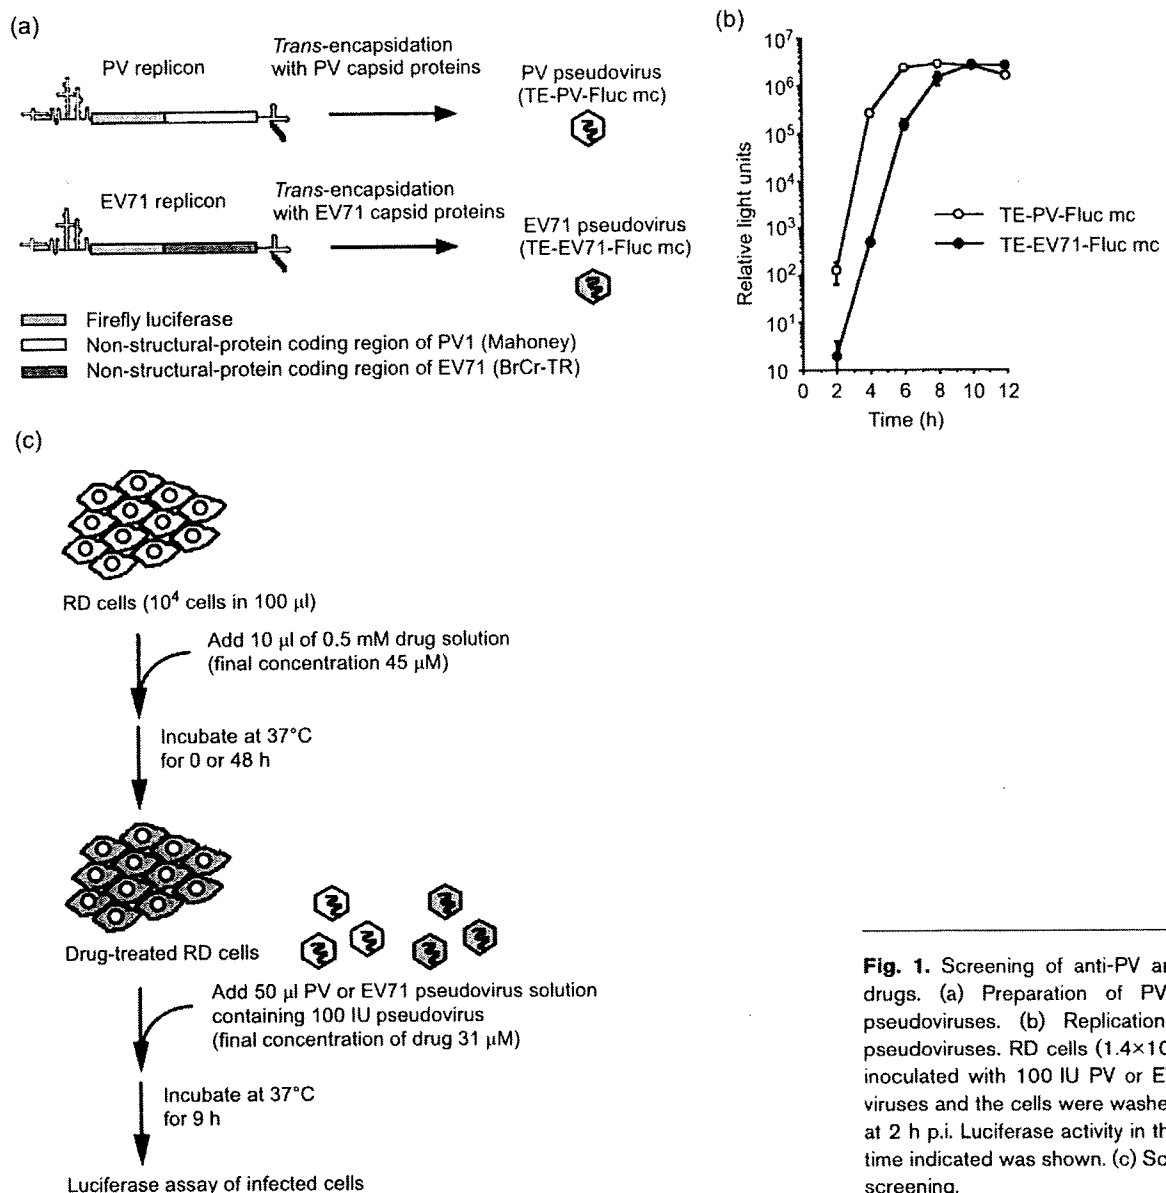 (a)
PV replicon
Trans-encapsidation
with PV capsid proteins
PV pseudovirus
(TE-PV-Fluc mc)
EV71 replicon
Trans-encapsidation
with EV71 capsid proteins
EV71 pseudovirus
(TE-EV71-Fluc mc)
Firefly luciferase
Non-structural-protein coding region of PV1 (Mahoney)
Non-structural-protein coding region of EV71 (BrCr-TR)
(b)
Relative light units
10⁷
10⁶
10⁵
10⁴
10³
10²
10¹
10
0 2 4 6 8 10 12
Time (h)
TE-PV-Fluc mc
TE-EV71-Fluc mc
(c)
RD cells (10⁴ cells in 100 µl)
Add 10 µl of 0.5 mM drug solution
(final concentration 45 µM)
Incubate at 37°C
for 0 or 48 h
Drug-treated RD cells
Add 50 µl PV or EV71 pseudovirus solution
containing 100 IU pseudovirus
(final concentration of drug 31 µM)
Incubate at 37°C
for 9 h
Luciferase assay of infected cells
Fig. 1. Screening of anti-PV an
drugs. (a) Preparation of PV
pseudoviruses. (b) Replication
pseudoviruses. RD cells (1.4×10
inoculated with 100 IU PV or E
viruses and the cells were washe
at 2 h p.i. Luciferase activity in th
time indicated was shown. (c) Sc
screening.